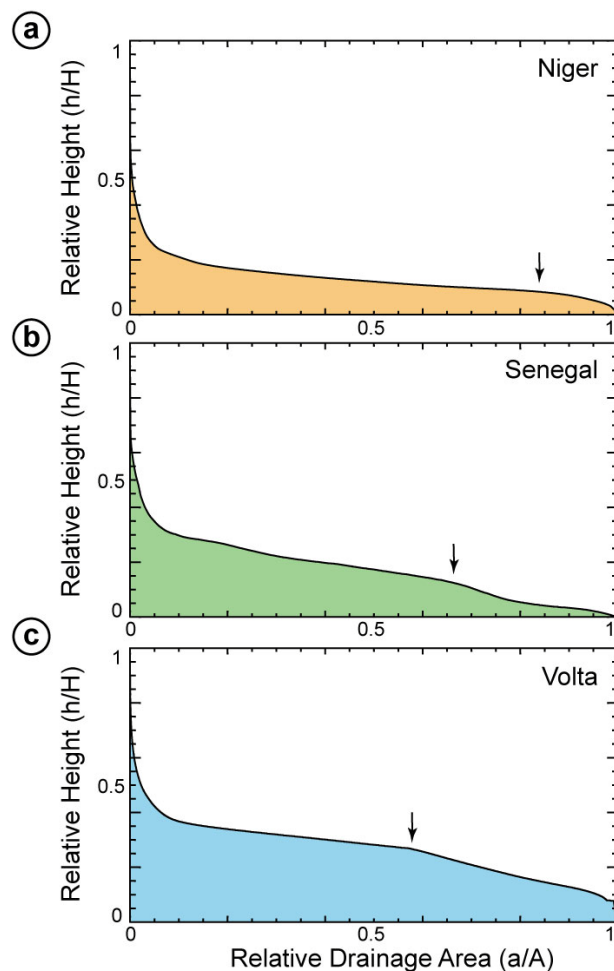 a
1
Niger
Relative Height (h/H)
0.5
0
0
0.5
1
b
1
Senegal
Relative Height (h/H)
0.5
0
0
0.5
1
c
1
Volta
Relative Height (h/H)
0.5
0
0
0.5
1
Relative Drainage Area (a/A)